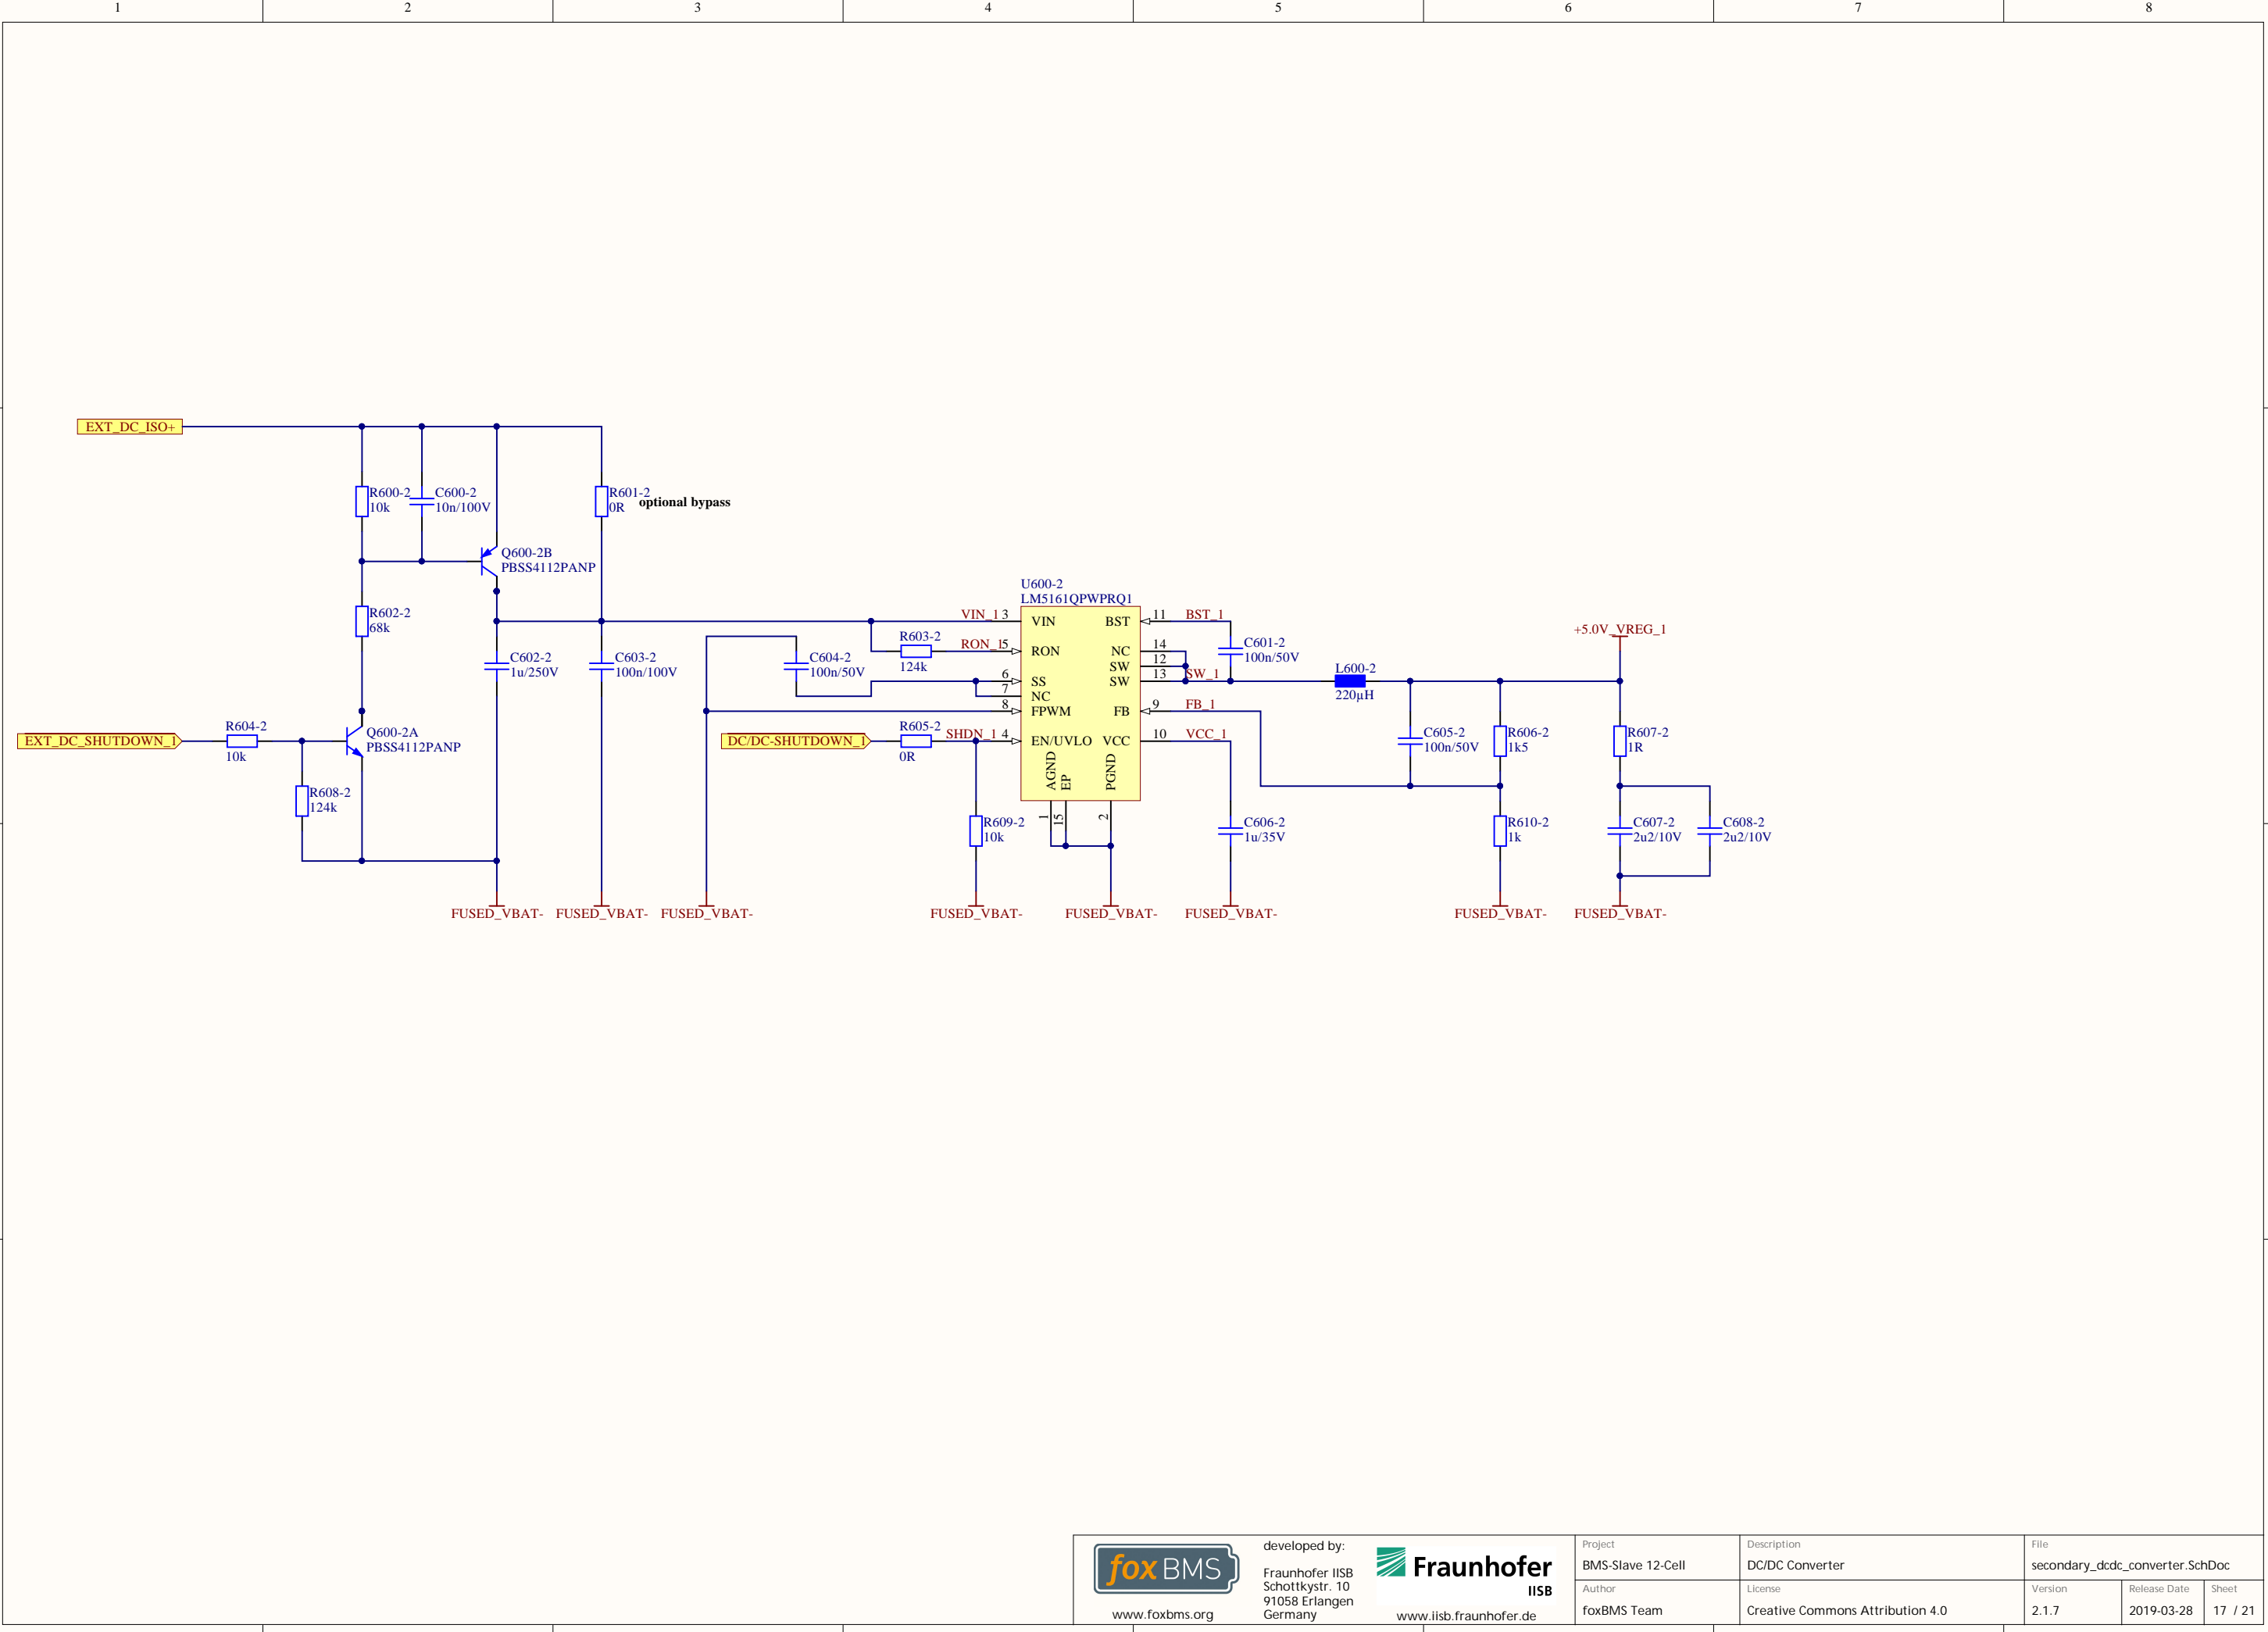 1 2 3 4 5 6 7 8
EXT_DC_ISO+
R600-2
10k
C600-2
10n/100V
R601-2
0R
optional bypass
Q600-2B
PBSS4112PANP
R602-2
68k
C602-2
1u/250V
C603-2
100n/100V
EXT_DC_SHUTDOWN_1
R604-2
10k
Q600-2A
PBSS4112PANP
R608-2
124k
FUSED_VBAT-
FUSED_VBAT-
FUSED_VBAT-
C604-2
100n/50V
R603-2
124k
DC/DC-SHUTDOWN_1
R605-2
0R
R609-2
10k
FUSED_VBAT-
U600-2
LM5161QPWPRQ1
VIN_1 3 VIN
RON_1 5 RON
6 SS
7 NC
8 FPWM
SHDN_1 4 EN/UVLO
BST 11 BST_1
NC 14
SW 12
SW 13 SW_1
FB 9 FB_1
VCC 10 VCC_1
AGND 1
EP 15
PGND 2
FUSED_VBAT-
C601-2
100n/50V
C606-2
1u/35V
FUSED_VBAT-
L600-2
220µH
C605-2
100n/50V
R606-2
1k5
R610-2
1k
FUSED_VBAT-
+5.0V_VREG_1
R607-2
1R
C607-2
2u2/10V
C608-2
2u2/10V
FUSED_VBAT-
foxBMS
www.foxbms.org
developed by:
Fraunhofer IISB
Schottkystr. 10
91058 Erlangen
Germany
Fraunhofer
IISB
www.iisb.fraunhofer.de
Project
BMS-Slave 12-Cell
Author
foxBMS Team
Description
DC/DC Converter
License
Creative Commons Attribution 4.0
File
secondary_dcdc_converter.SchDoc
Version
2.1.7
Release Date
2019-03-28
Sheet
17 / 21